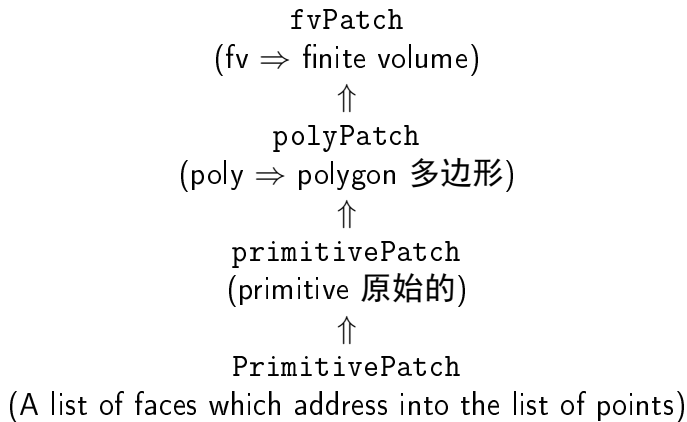 fvPatch
(fv ⇒ finite volume)
⇑
polyPatch
(poly ⇒ polygon 多边形)
⇑
primitivePatch
(primitive 原始的)
⇑
PrimitivePatch
(A list of faces which address into the list of points)